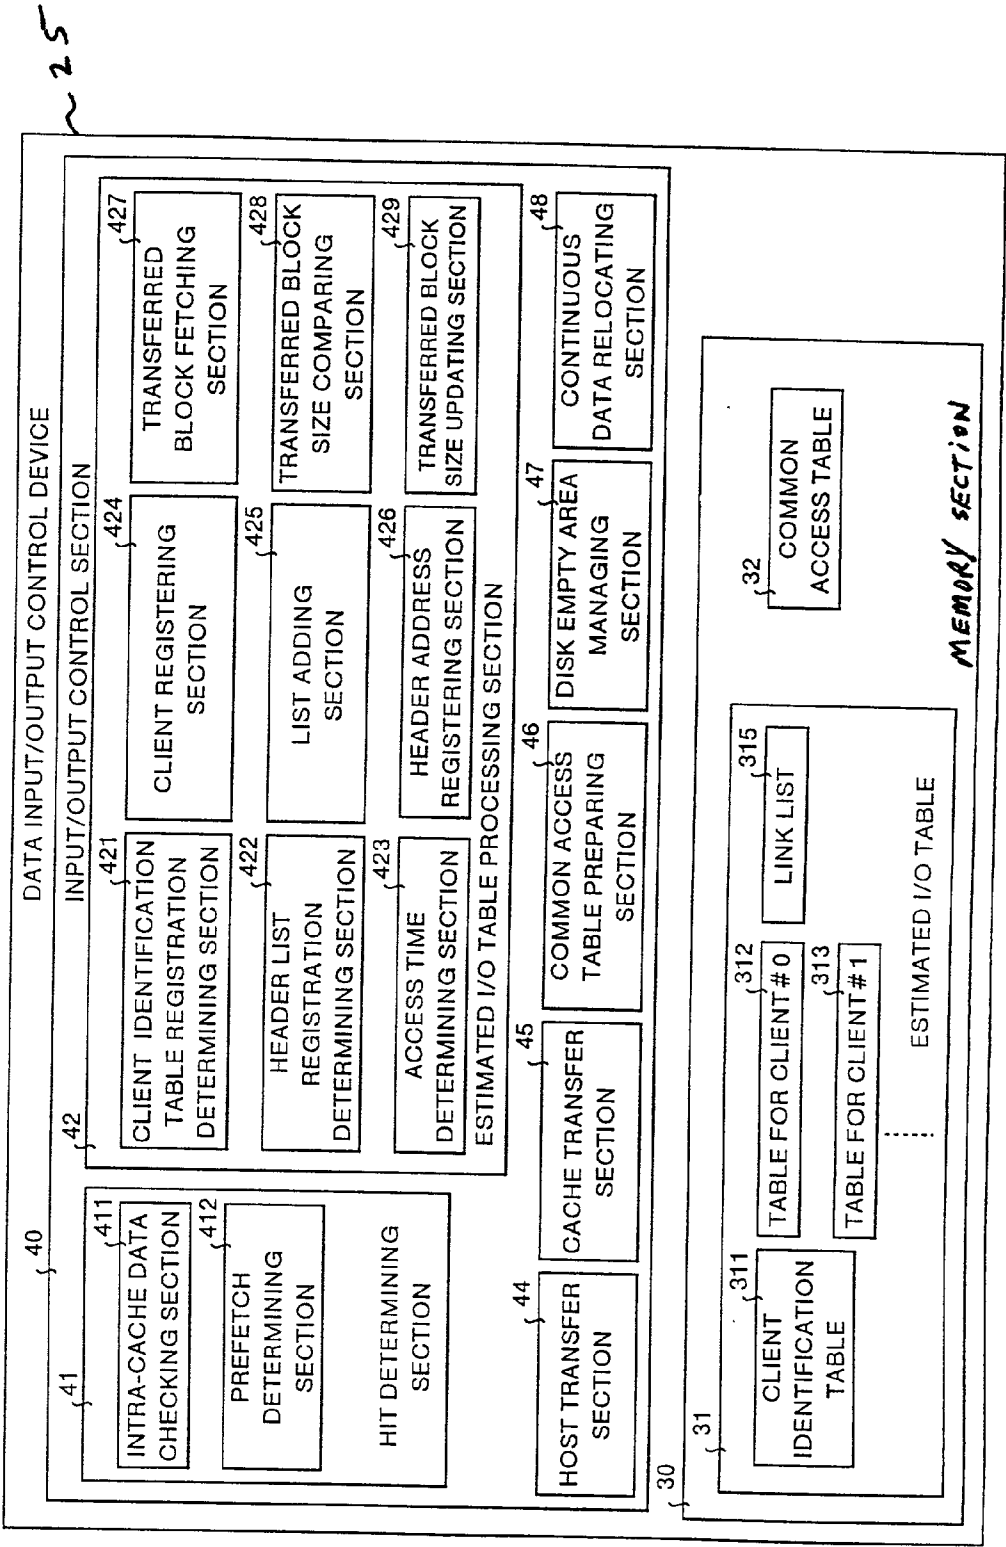 ~25
DATA INPUT/OUTPUT CONTROL DEVICE
40
INPUT/OUTPUT CONTROL SECTION
41
411
INTRA-CACHE DATA
CHECKING SECTION
412
PREFETCH
DETERMINING
SECTION
HIT DETERMINING
SECTION
42
421
CLIENT IDENTIFICATION
TABLE REGISTRATION
DETERMINING SECTION
422
HEADER LIST
REGISTRATION
DETERMINING SECTION
423
ACCESS TIME
DETERMINING SECTION
424
CLIENT REGISTERING
SECTION
425
LIST ADDING
SECTION
426
HEADER ADDRESS
REGISTERING SECTION
427
TRANSFERRED
BLOCK FETCHING
SECTION
428
TRANSFERRED BLOCK
SIZE COMPARING
SECTION
429
TRANSFERRED BLOCK
SIZE UPDATING SECTION
ESTIMATED I/O TABLE PROCESSING SECTION
44
HOST TRANSFER
SECTION
45
CACHE TRANSFER
SECTION
46
COMMON ACCESS
TABLE PREPARING
SECTION
47
DISK EMPTY AREA
MANAGING
SECTION
48
CONTINUOUS
DATA RELOCATING
SECTION
30
31
311
CLIENT
IDENTIFICATION
TABLE
312
TABLE FOR CLIENT # 0
313
TABLE FOR CLIENT # 1
315
LINK LIST
ESTIMATED I/O TABLE
32
COMMON
ACCESS TABLE
MEMORY SECTION